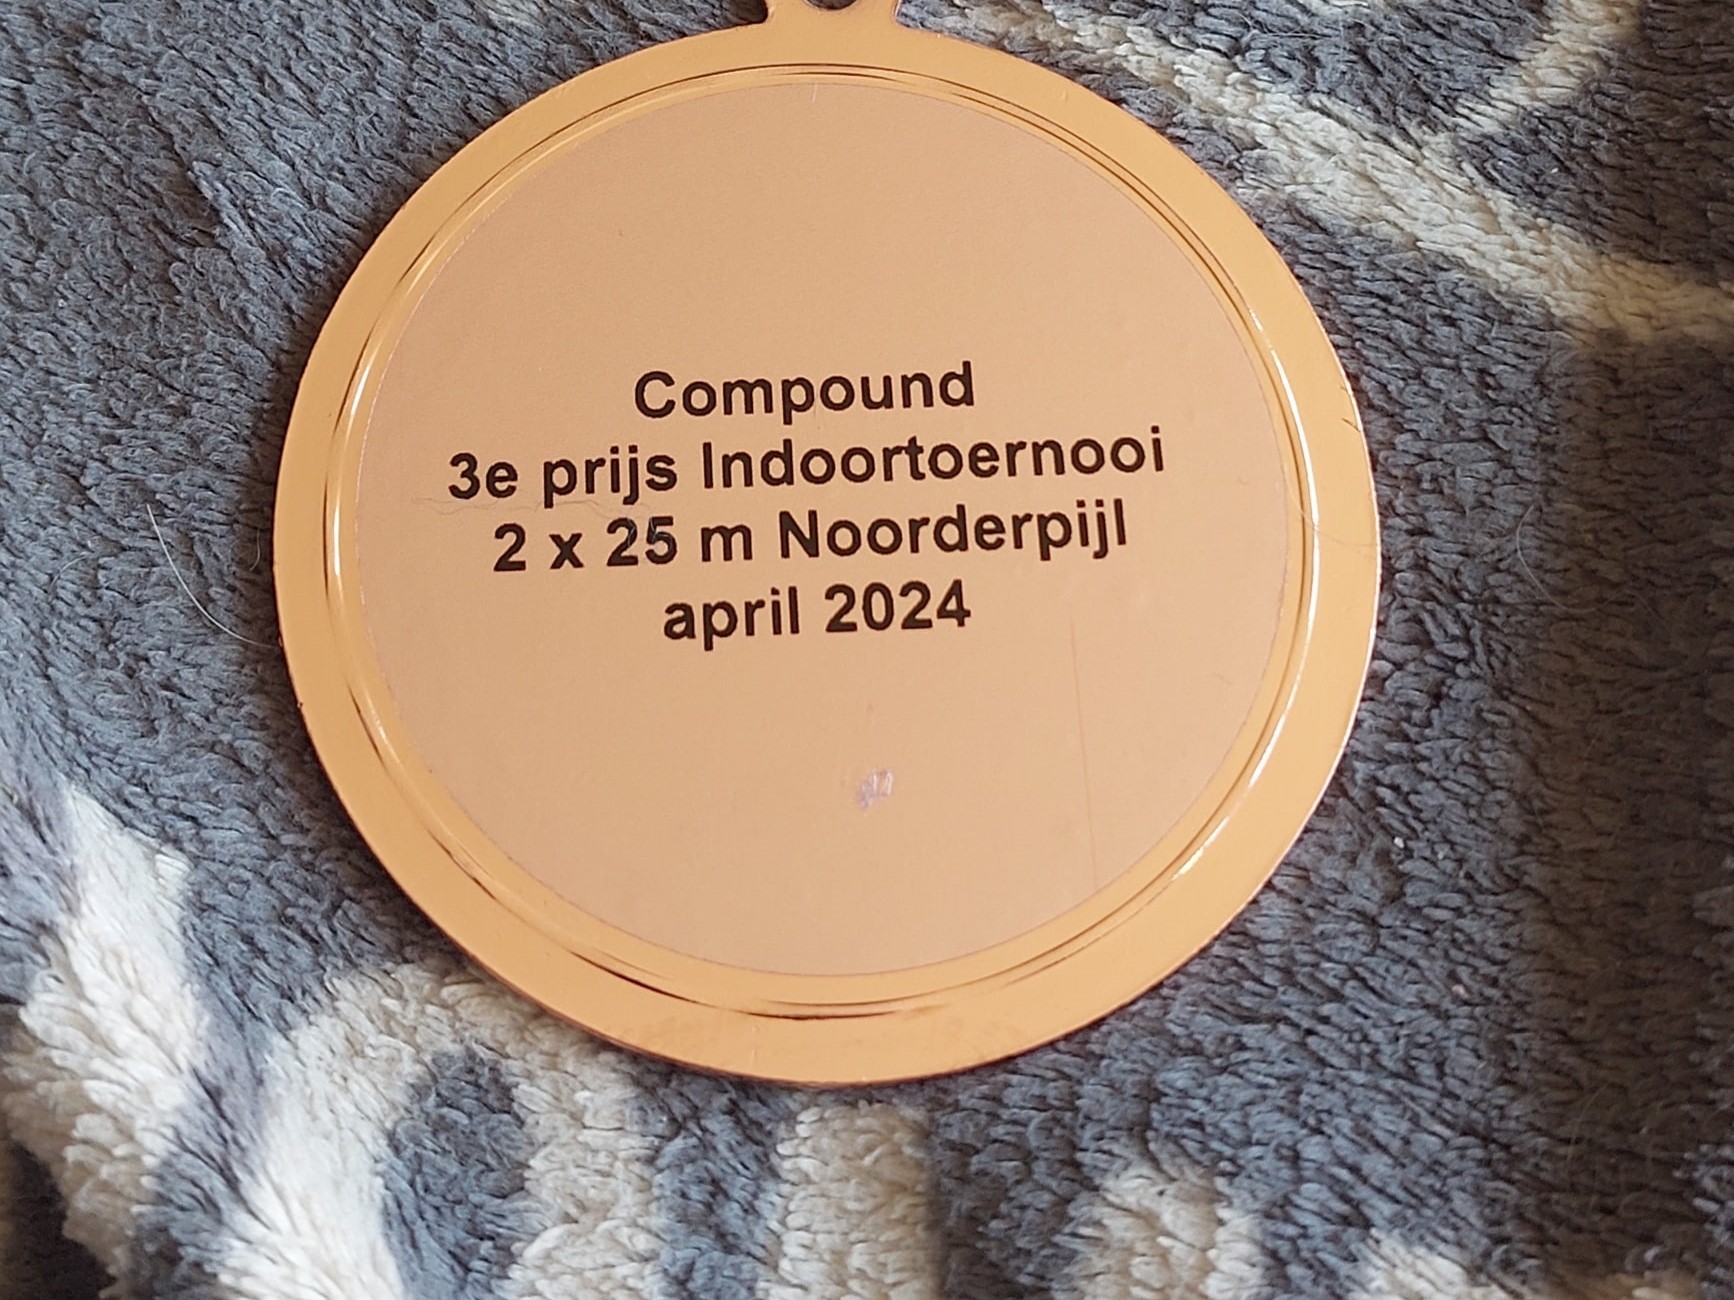 Compound
3e prijs Indoortoernooi
2 x 25 m Noorderpijl
april 2024